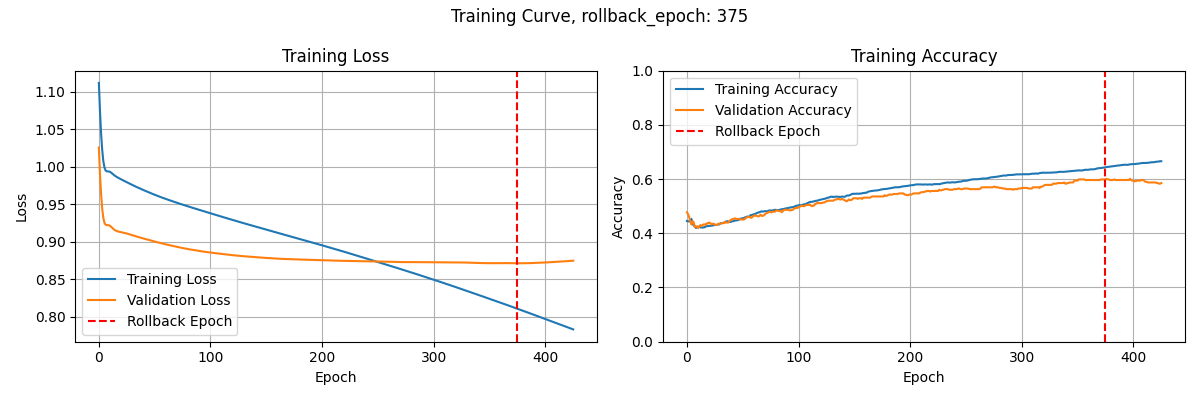 Training Curve, rollback_epoch: 375
Training Loss
Loss
1.10
1.05
1.00
0.95
0.90
0.85
0.80
Training Loss
Validation Loss
Rollback Epoch
0
100
200
300
400
Epoch
Training Accuracy
Accuracy
1.0
0.8
0.6
0.4
0.2
0.0
Training Accuracy
Validation Accuracy
Rollback Epoch
0
100
200
300
400
Epoch